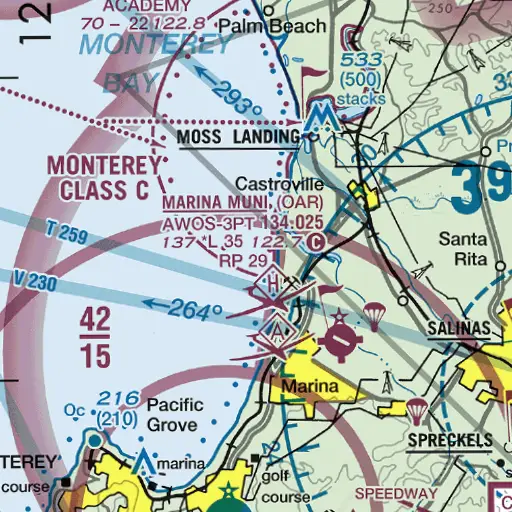 ACADEMY
70 - 22 122.8
Palm Beach
12
MONTEREY
BAY
293°
533
(500)
stacks
250
MOSS LANDING
MONTEREY
CLASS C
Castroville
39
MARINA MUNI (OAR)
AWOS-3PT 134.025
137 *L 35 122.7 C
RP 29
T 259
Santa
Rita
V 230
264°
H
42
15
A
SALINAS
Marina
216
(210)
Oc
Pacific
Grove
SPRECKELS
TEREY
course
marina
golf
course
SPEEDWAY